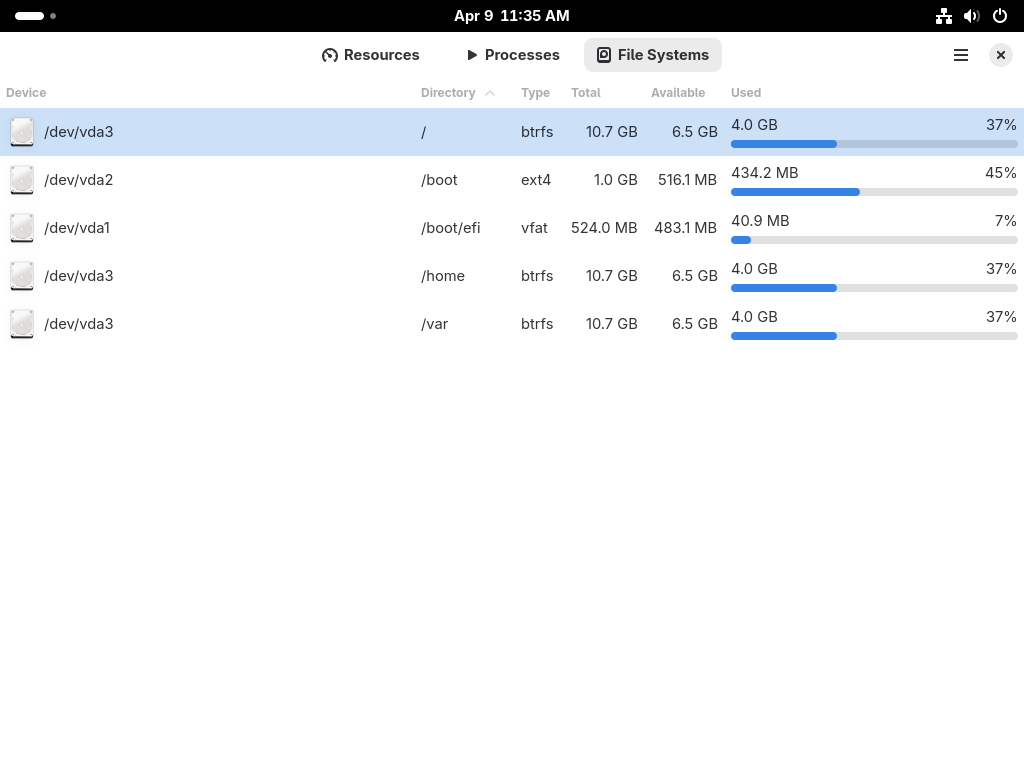 Apr 9 11:35 AM
Resources Processes File Systems
Device Directory Type Total Available Used
/dev/vda3 / btrfs 10.7 GB 6.5 GB 4.0 GB 37%
/dev/vda2 /boot ext4 1.0 GB 516.1 MB 434.2 MB 45%
/dev/vda1 /boot/efi vfat 524.0 MB 483.1 MB 40.9 MB 7%
/dev/vda3 /home btrfs 10.7 GB 6.5 GB 4.0 GB 37%
/dev/vda3 /var btrfs 10.7 GB 6.5 GB 4.0 GB 37%